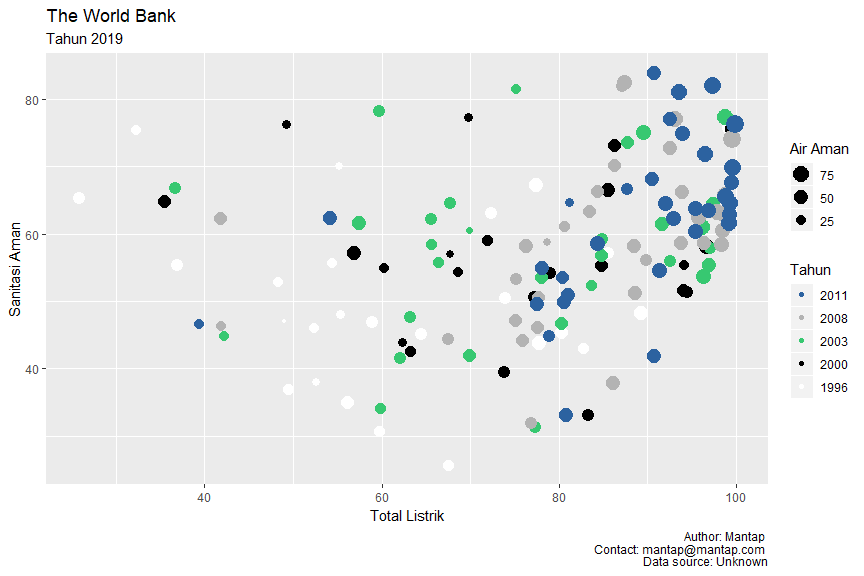 The World Bank
Tahun 2019
Sanitasi Aman
80
60
40
40 60 80 100
Total Listrik
Air Aman
75
50
25
Tahun
2011
2008
2003
2000
1996
Author: Mantap
Contact: mantap@mantap.com
Data source: Unknown